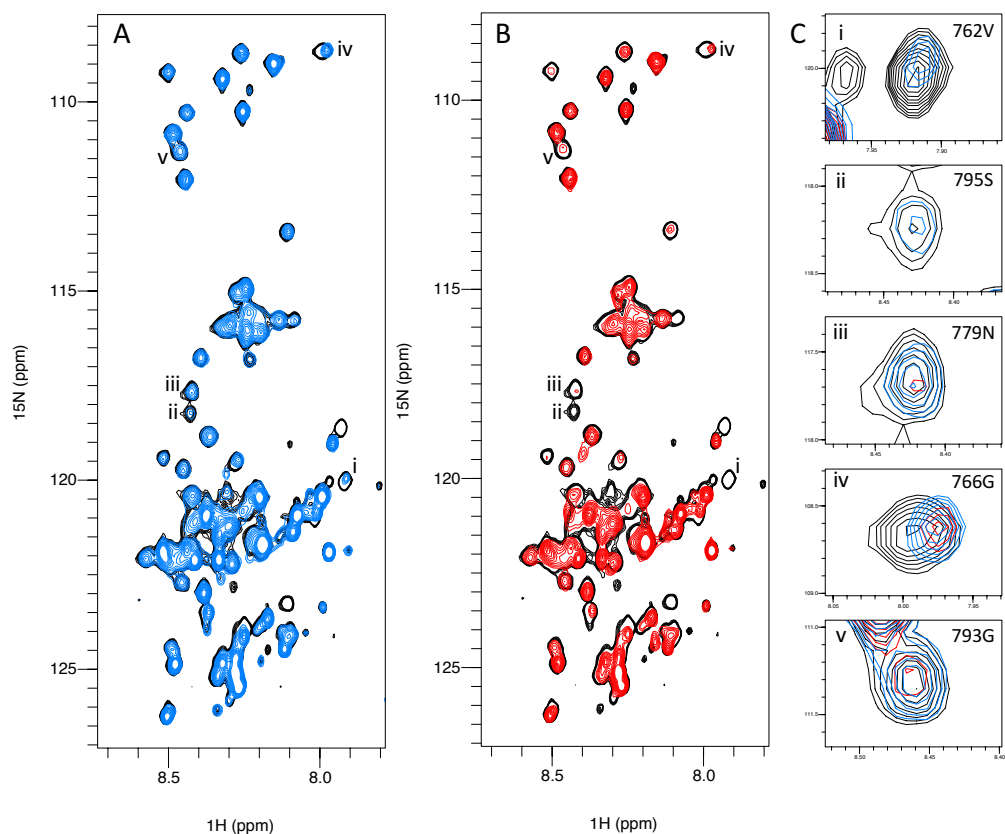 A
B
C
iv
v
iii
ii
i
110
115
120
125
15N (ppm)
8.5
8.0
1H (ppm)
iv
v
iii
ii
i
110
115
120
125
15N (ppm)
8.5
8.0
1H (ppm)
i 762V
120.0
7.95 7.90
ii 795S
118.0
118.5
8.45 8.40
iii 779N
117.5
118.0
8.45 8.40
iv 766G
108.5
109.0
8.05 8.00 7.95
v 793G
111.0
111.5
8.50 8.45 8.40